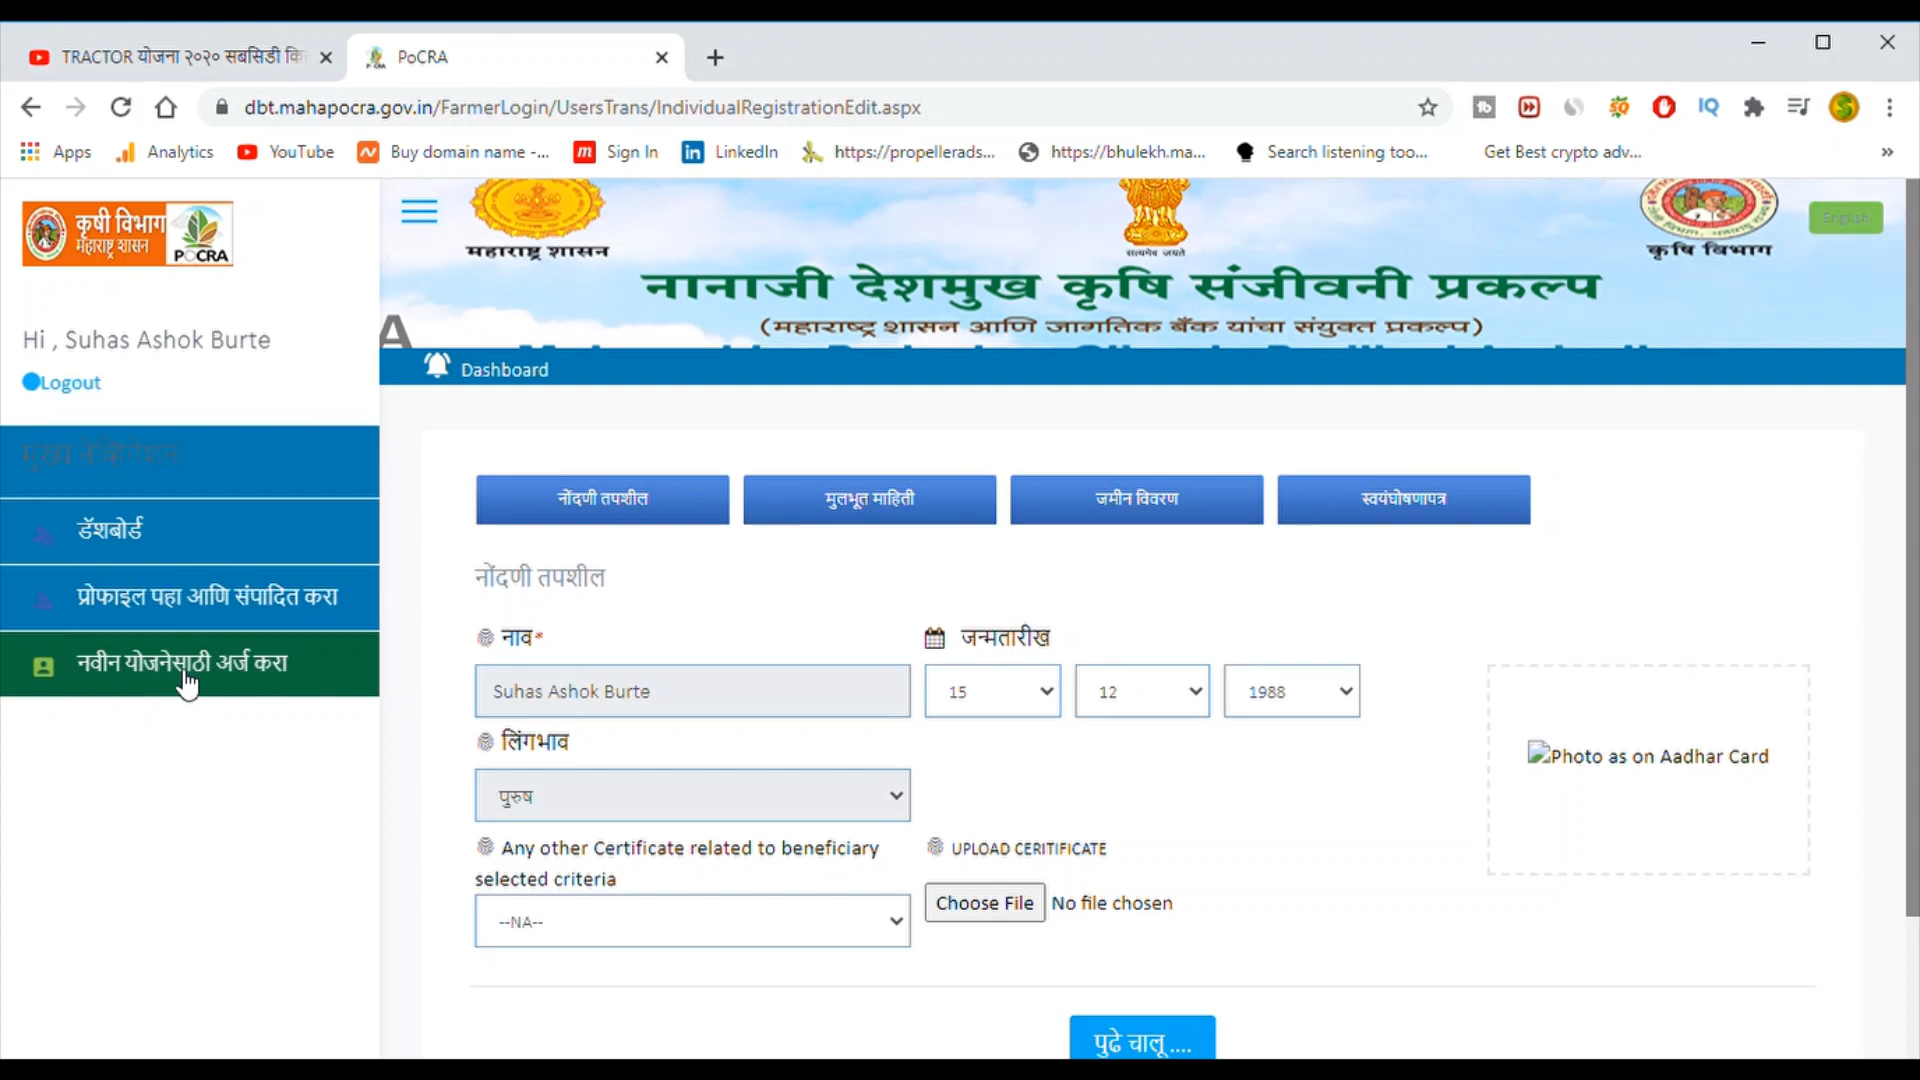 TRACTOR योजना २०२० सबसिडी कि
PoCRA
dbt.mahapocra.gov.in/FarmerLogin/UsersTrans/IndividualRegistrationEdit.aspx
Apps
Analytics
YouTube
Buy domain name -...
Sign In
LinkedIn
https://propellerads...
https://bhulekh.ma...
Search listening too...
Get Best crypto adv...
»
कृषी विभाग
महाराष्ट्र शासन
POCRA
महाराष्ट्र शासन
सत्यमेव जयते
कृषि विभाग
English
नानाजी देशमुख कृषि संजीवनी प्रकल्प
(महाराष्ट्र शासन आणि जागतिक बँक यांचा संयुक्त प्रकल्प)
A
Hi , Suhas Ashok Burte
Logout
Dashboard
डॅशबोर्ड
प्रोफाइल पहा आणि संपादित करा
नवीन योजनेसाठी अर्ज करा
नोंदणी तपशील
मुतभूत माहिती
जमीन विवरण
स्वयंघोषणापत्र
नोंदणी तपशील
नाव*
जन्मतारीख
Suhas Ashok Burte
15
12
1988
Photo as on Aadhar Card
लिंगभाव
पुरुष
Any other Certificate related to beneficiary
selected criteria
UPLOAD CERITIFICATE
--NA--
Choose File No file chosen
पुढे चालू ....